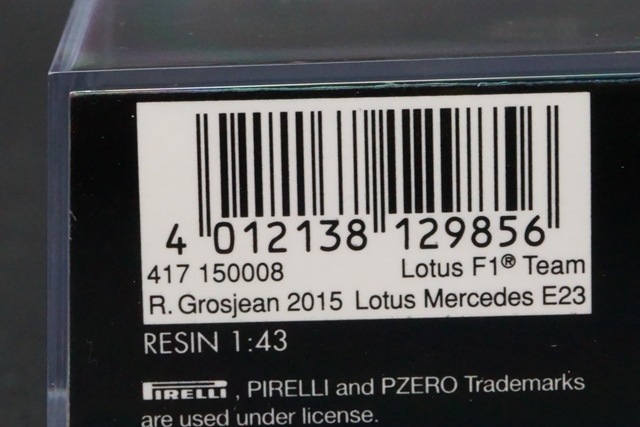 4 012138 129856
417 150008 Lotus F1® Team
R. Grosjean 2015 Lotus Mercedes E23
RESIN 1:43
PIRELLI , PIRELLI and PZERO Trademarks
are used under license.